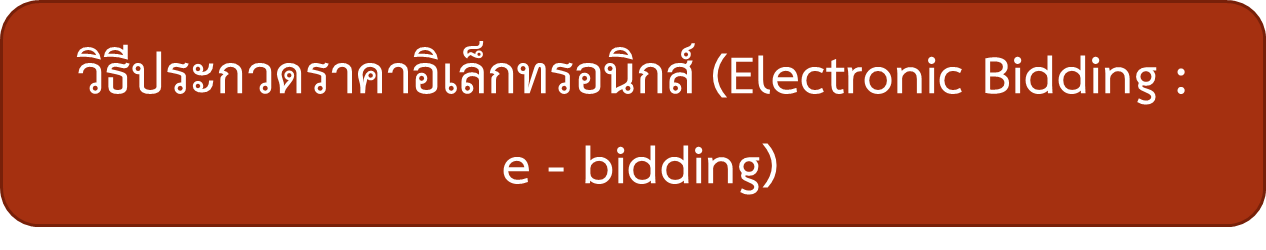 วิธีประกวดราคาอิเล็กทรอนิกส์ (Electronic Bidding :
e - bidding)